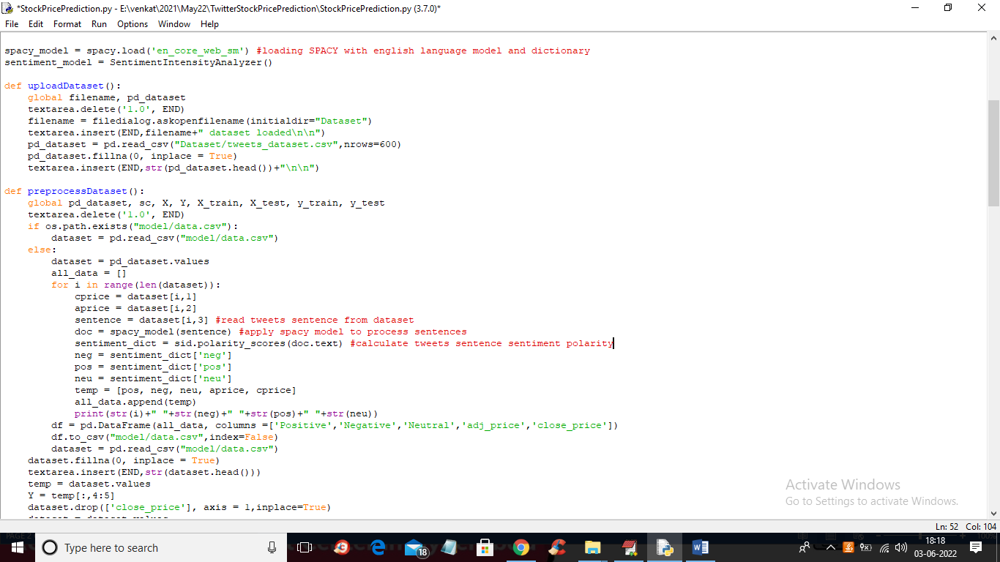 *StockPricePrediction.py - E:\venkat\2021\May22\TwitterStockPricePrediction\StockPricePrediction.py (3.7.0)*
File Edit Format Run Options Window Help
spacy_model = spacy.load('en_core_web_sm') #loading SPACY with english language model and dictionary
sentiment_model = SentimentIntensityAnalyzer()
def uploadDataset():
    global filename, pd_dataset
    textarea.delete('1.0', END)
    filename = filedialog.askopenfilename(initialdir="Dataset")
    textarea.insert(END,filename+" dataset loaded\n\n")
    pd_dataset = pd.read_csv("Dataset/tweets_dataset.csv",nrows=600)
    pd_dataset.fillna(0, inplace = True)
    textarea.insert(END,str(pd_dataset.head())+"\n\n")
def preprocessDataset():
    global pd_dataset, sc, X, Y, X_train, X_test, y_train, y_test
    textarea.delete('1.0', END)
    if os.path.exists("model/data.csv"):
        dataset = pd.read_csv("model/data.csv")
    else:
        dataset = pd_dataset.values
        all_data = []
        for i in range(len(dataset)):
            cprice = dataset[i,1]
            aprice = dataset[i,2]
            sentence = dataset[i,3] #read tweets sentence from dataset
            doc = spacy_model(sentence) #apply spacy model to process sentences
            sentiment_dict = sid.polarity_scores(doc.text) #calculate tweets sentence sentiment polarity
            neg = sentiment_dict['neg']
            pos = sentiment_dict['pos']
            neu = sentiment_dict['neu']
            temp = [pos, neg, neu, aprice, cprice]
            all_data.append(temp)
            print(str(i)+" "+str(neg)+" "+str(pos)+" "+str(neu))
        df = pd.DataFrame(all_data, columns =['Positive','Negative','Neutral','adj_price','close_price'])
        df.to_csv("model/data.csv",index=False)
        dataset = pd.read_csv("model/data.csv")
    dataset.fillna(0, inplace = True)
    textarea.insert(END,str(dataset.head()))
    temp = dataset.values
    Y = temp[:,4:5]
    dataset.drop(['close_price'], axis = 1,inplace=True)
Activate Windows
Go to Settings to activate Windows.
Ln: 52 Col: 104
Type here to search
18
18:18
03-06-2022